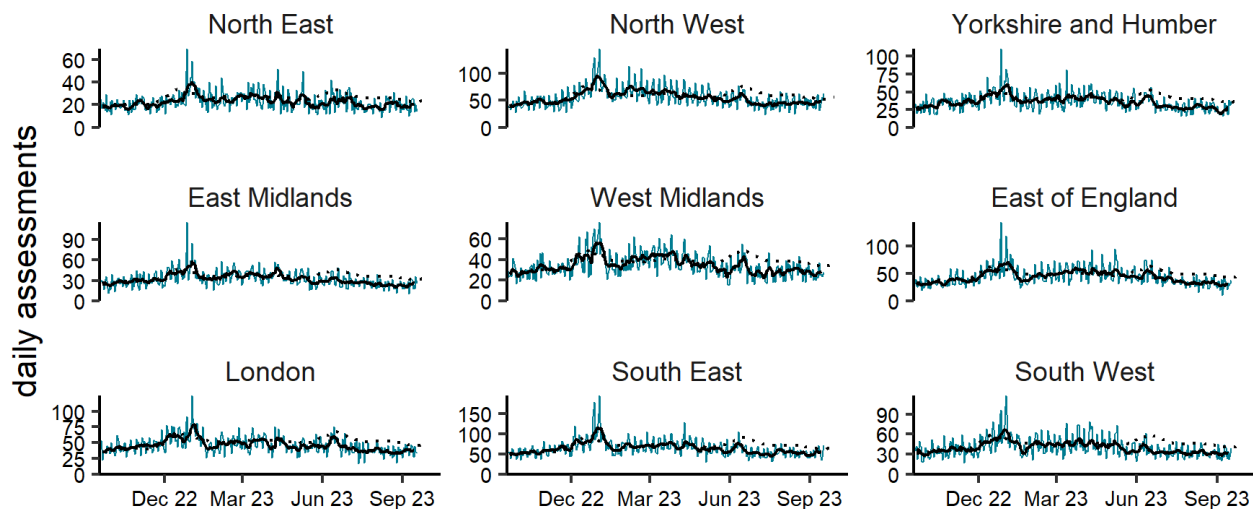 North East
North West
Yorkshire and Humber
60
40
20
0
100
50
0
100
75
50
25
0
daily assessments
East Midlands
West Midlands
East of England
90
60
30
0
60
40
20
0
100
50
0
London
South East
South West
100
75
50
25
0
150
100
50
0
90
60
30
0
Dec 22 Mar 23 Jun 23 Sep 23
Dec 22 Mar 23 Jun 23 Sep 23
Dec 22 Mar 23 Jun 23 Sep 23